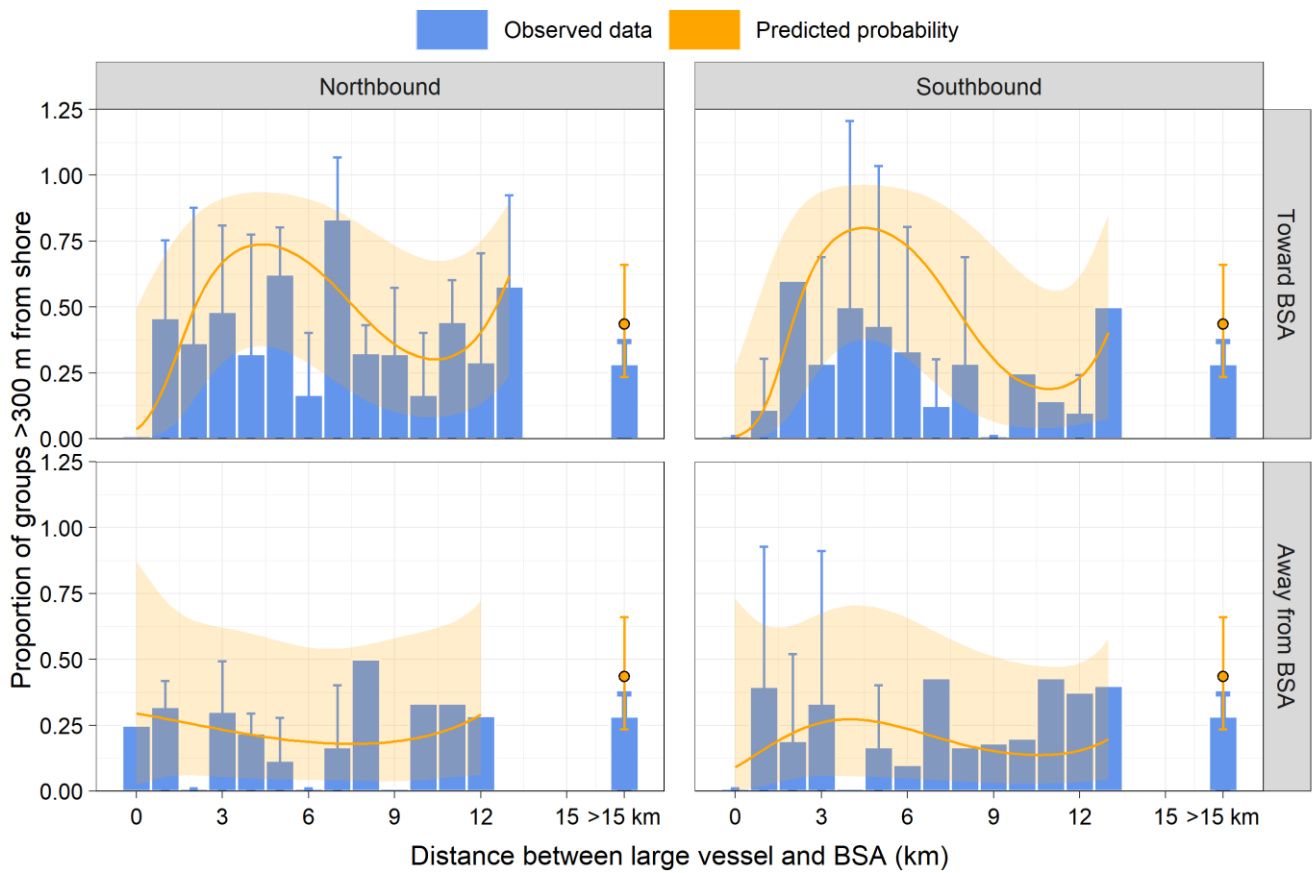 Observed data
Predicted probability
Northbound
Southbound
Proportion of groups >300 m from shore
1.25
1.00
0.75
0.50
0.25
0.00
Toward BSA
1.25
1.00
0.75
0.50
0.25
0.00
Away from BSA
0 3 6 9 12 15 >15 km
0 3 6 9 12 15 >15 km
Distance between large vessel and BSA (km)